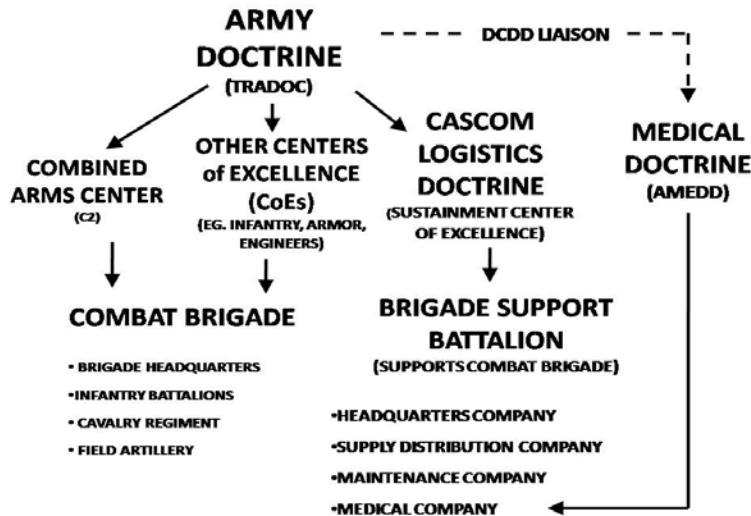 ARMY
DOCTRINE
(TRADOC)
DCDD LIAISON
COMBINED
ARMS CENTER
(C2)
OTHER CENTERS
of EXCELLENCE
(CoEs)
(EG. INFANTRY, ARMOR,
ENGINEERS)
CASCOM
LOGISTICS
DOCTRINE
(SUSTAINMENT CENTER
OF EXCELLENCE)
MEDICAL
DOCTRINE
(AMEDD)
COMBAT BRIGADE
•BRIGADE HEADQUARTERS
•INFANTRY BATTALIONS
•CAVALRY REGIMENT
•FIELD ARTILLERY
BRIGADE SUPPORT
BATTALION
(SUPPORTS COMBAT BRIGADE)
•HEADQUARTERS COMPANY
•SUPPLY DISTRIBUTION COMPANY
•MAINTENANCE COMPANY
•MEDICAL COMPANY